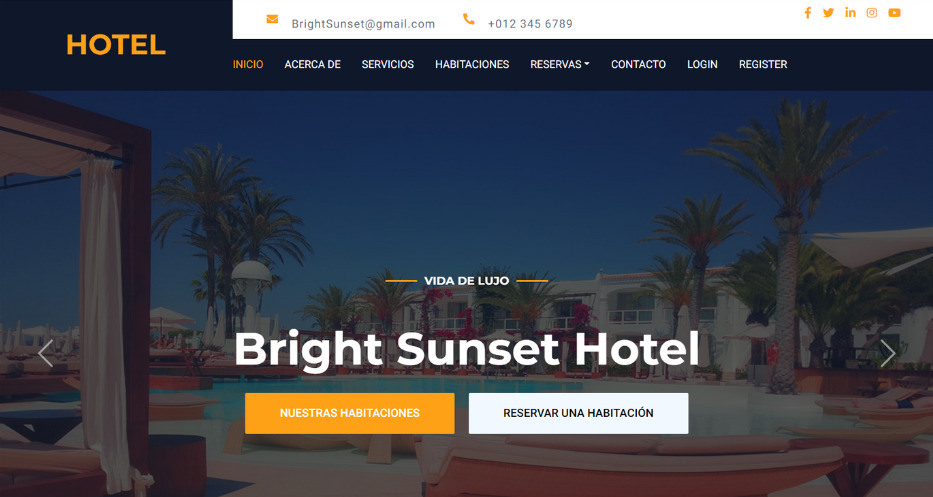 HOTEL
BrightSunset@gmail.com
+012 345 6789
INICIO ACERCA DE SERVICIOS HABITACIONES RESERVAS CONTACTO LOGIN REGISTER
VIDA DE LUJO
Bright Sunset Hotel
NUESTRAS HABITACIONES
RESERVAR UNA HABITACIÓN